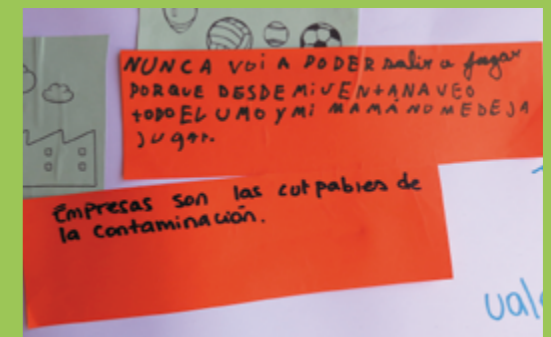 NUNCA VOI A PODER salir a jugar
PORQUE DESDE MI VENTANA VEO
todo EL UMO y Mi MAMÁ NO ME DEJA
JUgar.
Empresas son las culpables de
la contaminación.